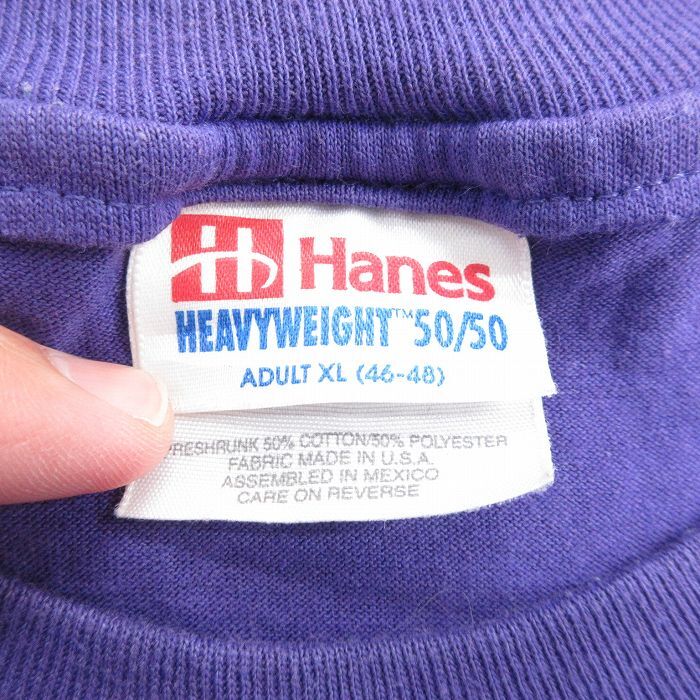 H Hanes
HEAVYWEIGHT™ 50/50
ADULT XL (46-48)
PRESHRUNK 50% COTTON/50% POLYESTER
FABRIC MADE IN U.S.A.
ASSEMBLED IN MEXICO
CARE ON REVERSE